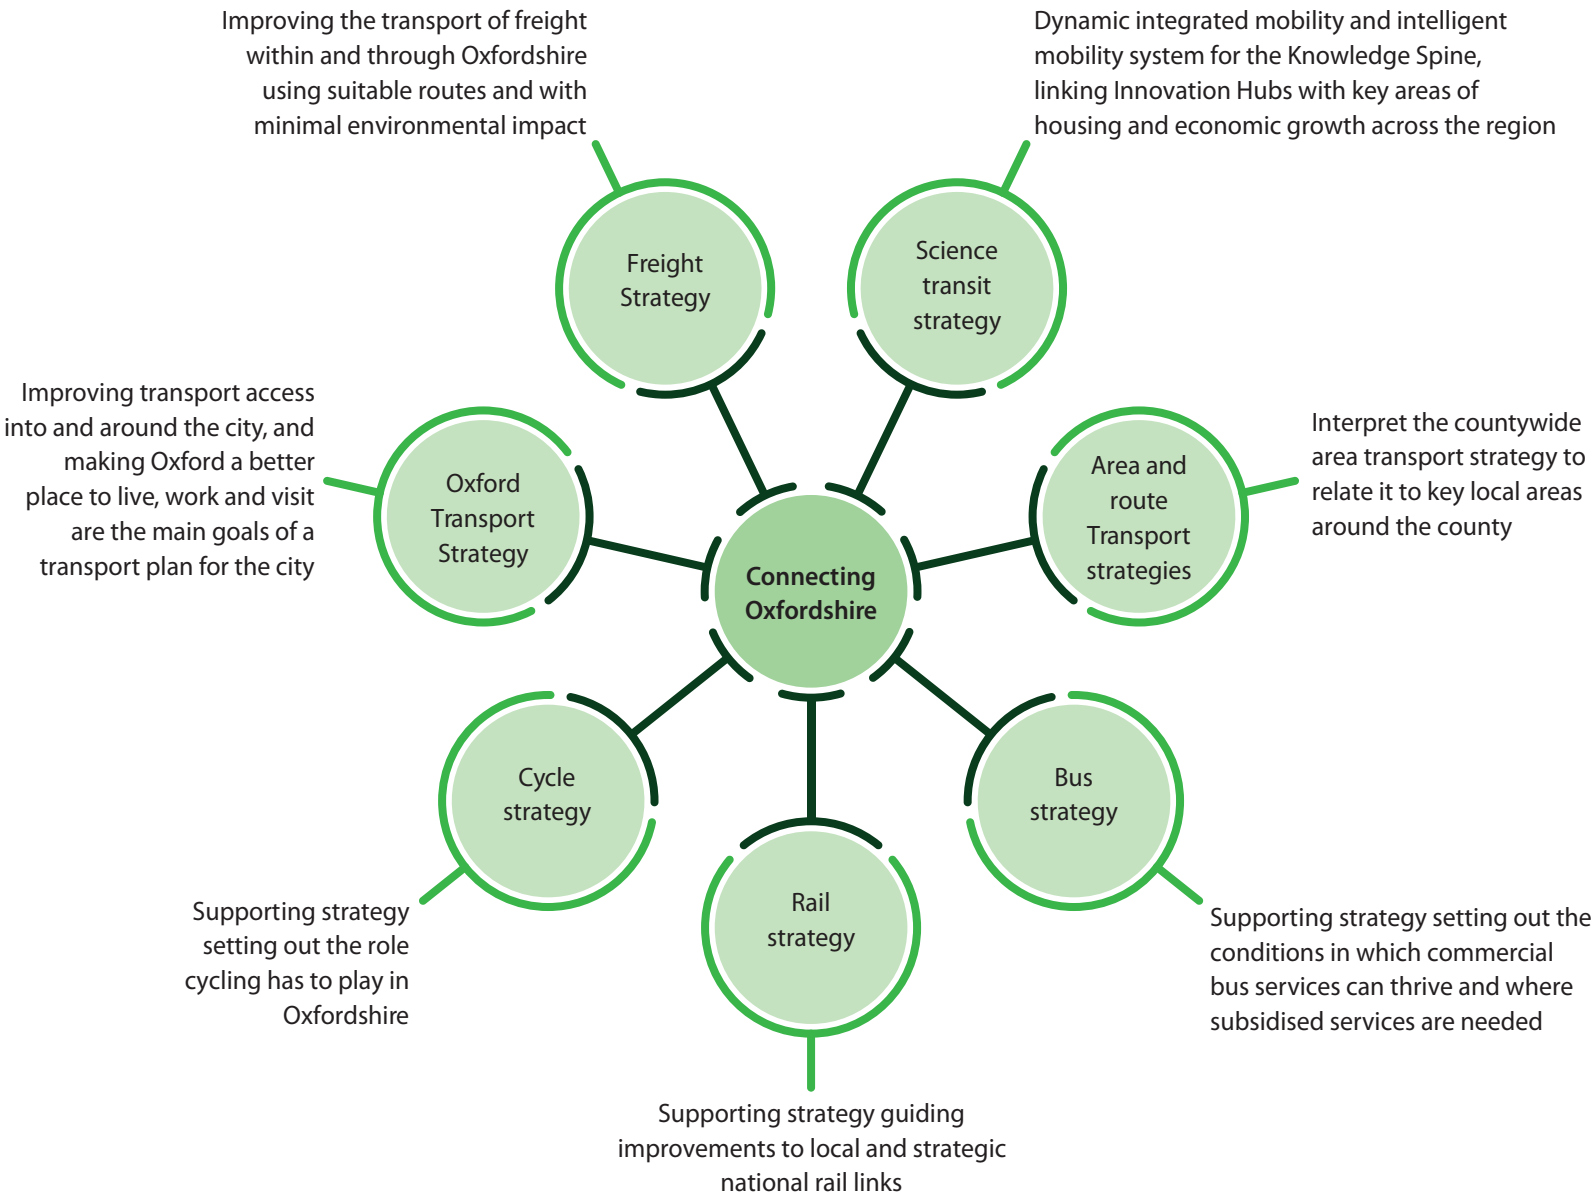 Improving the transport of freight
within and through Oxfordshire
using suitable routes and with
minimal environmental impact
Dynamic integrated mobility and intelligent
mobility system for the Knowledge Spine,
linking Innovation Hubs with key areas of
housing and economic growth across the region
Freight
Strategy
Science
transit
strategy
Improving transport access
into and around the city, and
making Oxford a better
place to live, work and visit
are the main goals of a
transport plan for the city
Oxford
Transport
Strategy
Area and
route
Transport
strategies
Interpret the countywide
area transport strategy to
relate it to key local areas
around the county
Connecting
Oxfordshire
Cycle
strategy
Bus
strategy
Rail
strategy
Supporting strategy
setting out the role
cycling has to play in
Oxfordshire
Supporting strategy setting out the
conditions in which commercial
bus services can thrive and where
subsidised services are needed
Supporting strategy guiding
improvements to local and strategic
national rail links